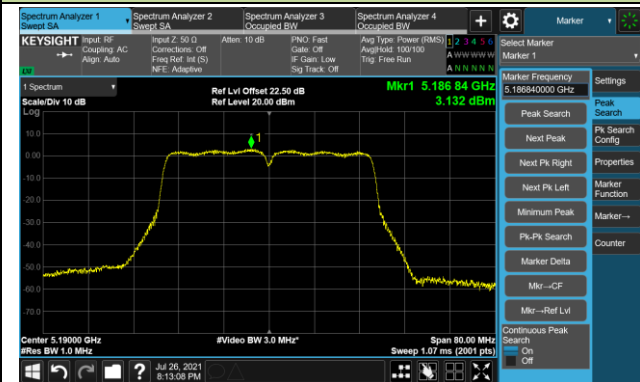 Spectrum Analyzer 1
Swept SA
Spectrum Analyzer 2
Swept SA
Spectrum Analyzer 3
Occupied BW
Spectrum Analyzer 4
Occupied BW
Marker
KEYSIGHT
Input: RF
Coupling: AC
Align: Auto
Input Z: 50 Ω
Corrections: Off
Freq Ref: Int (S)
NFE: Adaptive
Atten: 10 dB
PNO: Fast
Gate: Off
IF Gain: Low
Sig Track: Off
Avg Type: Power (RMS)
Avg|Hold: 100/100
Trig: Free Run
1 2 3 4 5 6
A W W W W W
A N N N N N
LXI
Select Marker
Marker 1
1 Spectrum
Scale/Div 10 dB
Log
Ref Lvl Offset 22.50 dB
Ref Level 20.00 dBm
Mkr1 5.186 84 GHz
3.132 dBm
1
10.0
0.00
-10.0
-20.0
-30.0
-40.0
-50.0
-60.0
-70.0
Center 5.19000 GHz
#Res BW 1.0 MHz
#Video BW 3.0 MHz*
Span 80.00 MHz
Sweep 1.07 ms (2001 pts)
Marker Frequency
5.186840000 GHz
Peak Search
Next Peak
Next Pk Right
Next Pk Left
Minimum Peak
Pk-Pk Search
Marker Delta
Mkr→CF
Mkr→Ref Lvl
Continuous Peak
Search
On
Off
Settings
Peak
Search
Pk Search
Config
Properties
Marker
Function
Marker→
Counter
?
Jul 26, 2021
8:13:08 PM